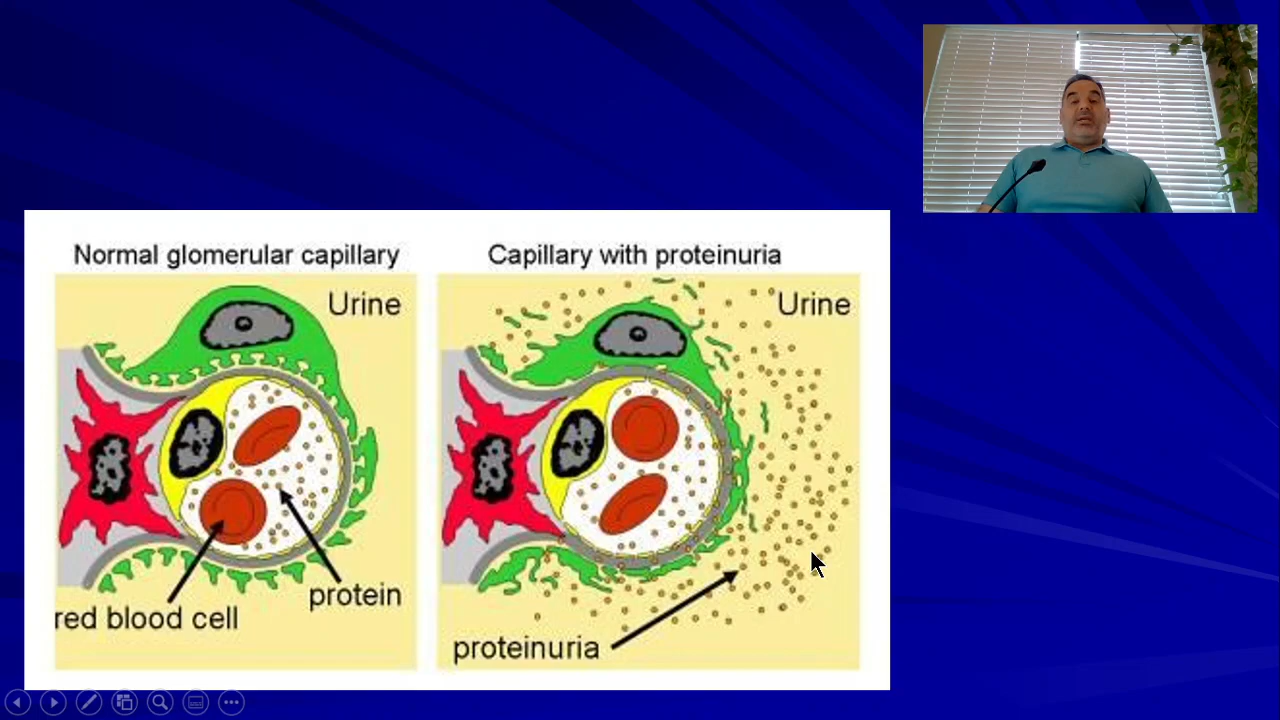 Normal glomerular capillary
Capillary with proteinuria
Urine
Urine
protein
red blood cell
proteinuria